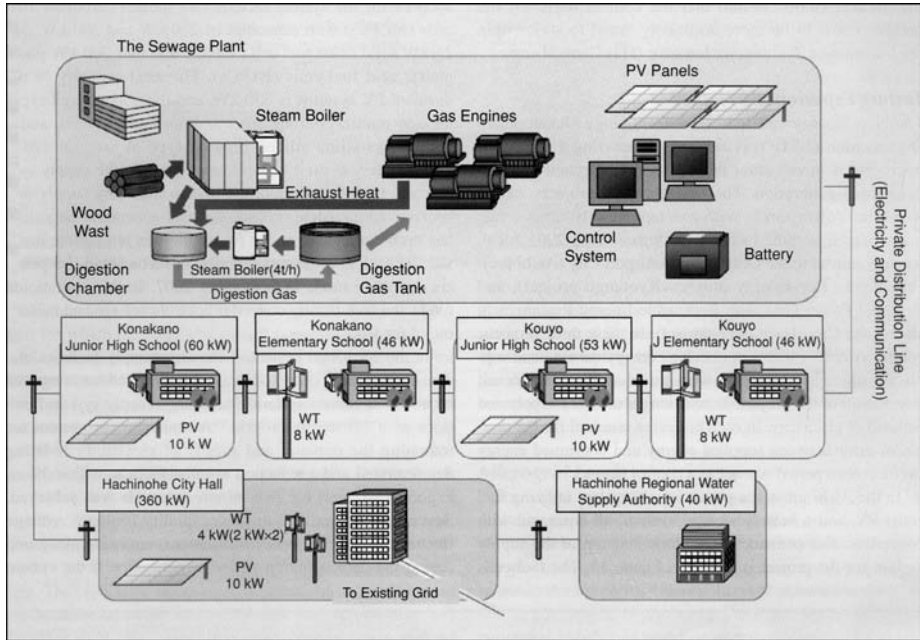 The Sewage Plant
Steam Boiler
Gas Engines
PV Panels
Exhaust Heat
Wood
Wast
Control
System
Battery
Digestion
Chamber
Steam Boiler(4t/h)
Digestion Gas
Digestion
Gas Tank
Private Distribution Line
(Electricity and Communication)
Konakano
Junior High School (60 kW)
Konakano
Elementary School (46 kW)
Kouyo
Junior High School (53 kW)
Kouyo
J Elementary School (46 kW)
PV
10 k W
WT
8 kW
PV
10 kW
WT
8 kW
Hachinohe City Hall
(360 kW)
WT
4 kW(2 kW×2)
PV
10 kW
To Existing Grid
Hachinohe Regional Water
Supply Authority (40 kW)